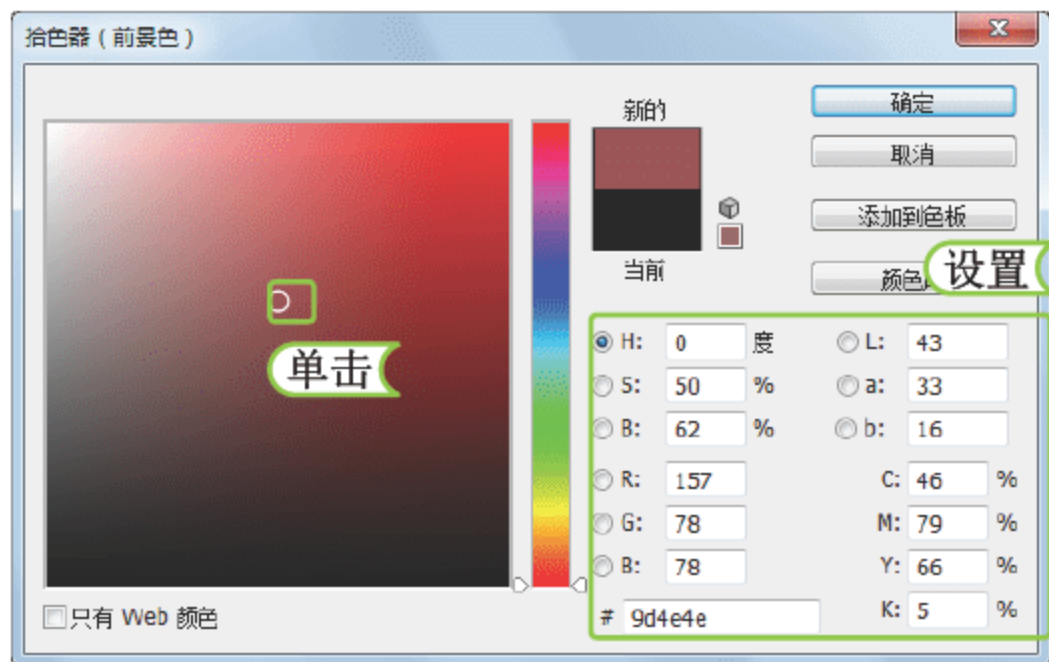 拾色器（前景色）
新的
当前
确定
取消
添加到色板
颜色
设置
单击
H: 0 度
S: 50 %
B: 62 %
R: 157
G: 78
B: 78
# 9d4e4e
L: 43
a: 33
b: 16
C: 46 %
M: 79 %
Y: 66 %
K: 5 %
只有 Web 颜色